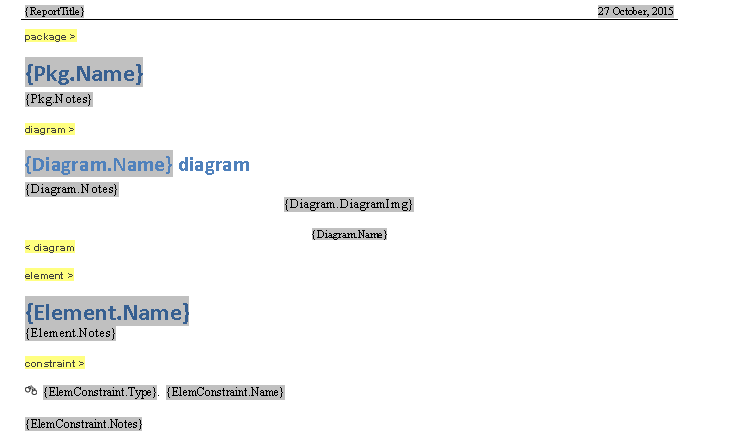 {ReportTitle} 27 October, 2015
package >
{Pkg.Name}
{Pkg.Notes}
diagram >
{Diagram.Name} diagram
{Diagram.Notes}
{Diagram.DiagramImg}
{Diagram.Name}
< diagram
element >
{Element.Name}
{Element.Notes}
constraint >
{ElemConstraint.Type}. {ElemConstraint.Name}
{ElemConstraint.Notes}